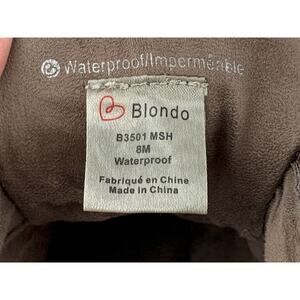 Waterproof/Imperméable
Blondo
B3501 MSH
8M
Waterproof
Fabriqué en Chine
Made in China